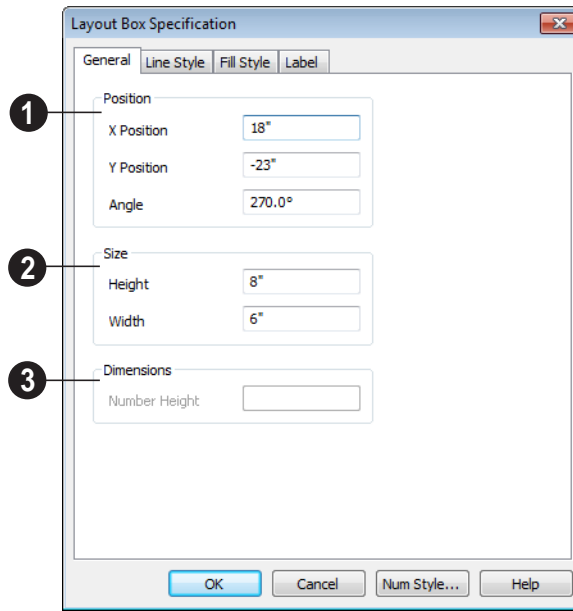 Layout Box Specification
General Line Style Fill Style Label
1
Position
X Position 18"
Y Position -23"
Angle 270.0°
2
Size
Height 8"
Width 6"
3
Dimensions
Number Height
OK Cancel Num Style... Help